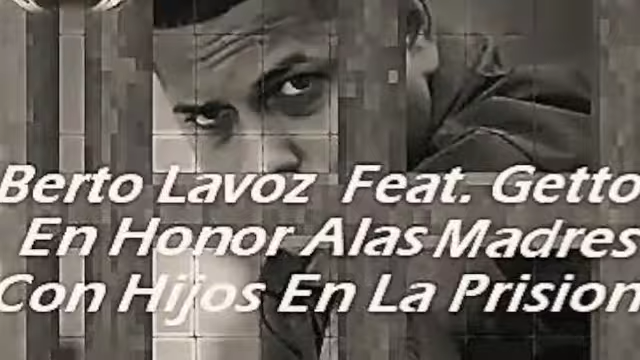 Berto Lavoz Feat. Getto
En Honor Alas Madres
Con Hijos En La Prision